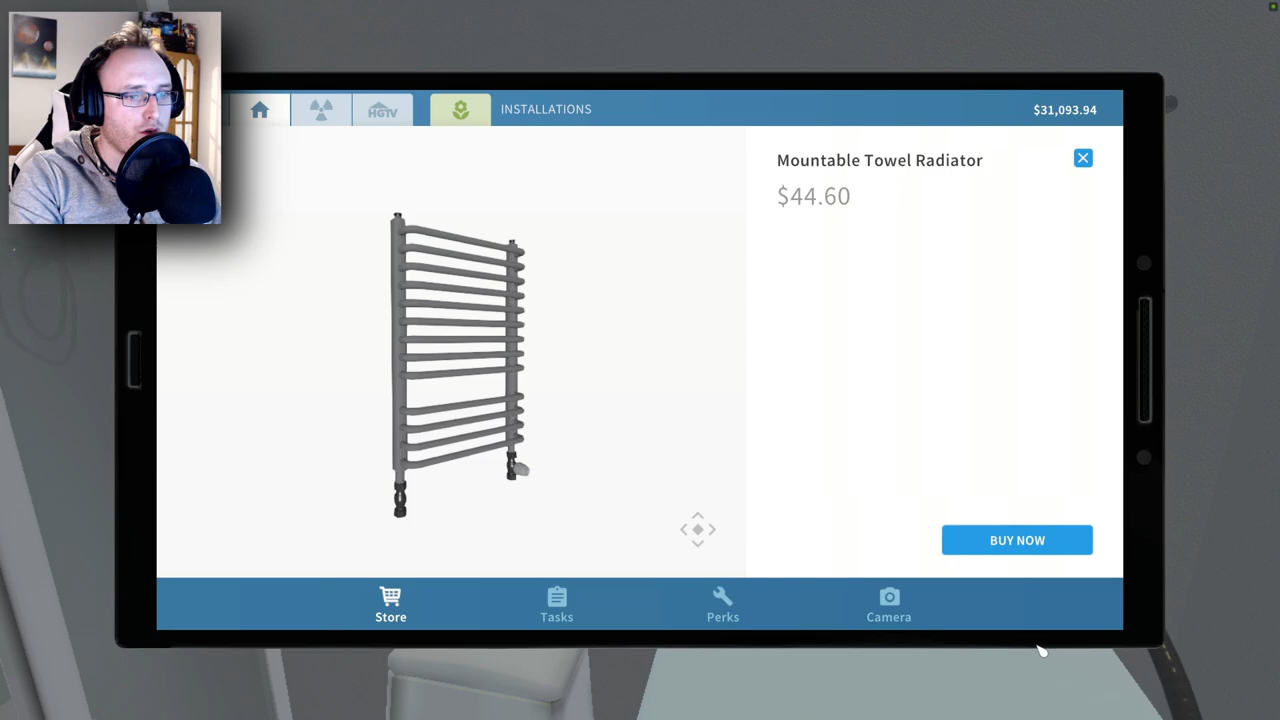 HGTV
INSTALLATIONS
$31,093.94
Mountable Towel Radiator
$44.60
BUY NOW
Store
Tasks
Perks
Camera